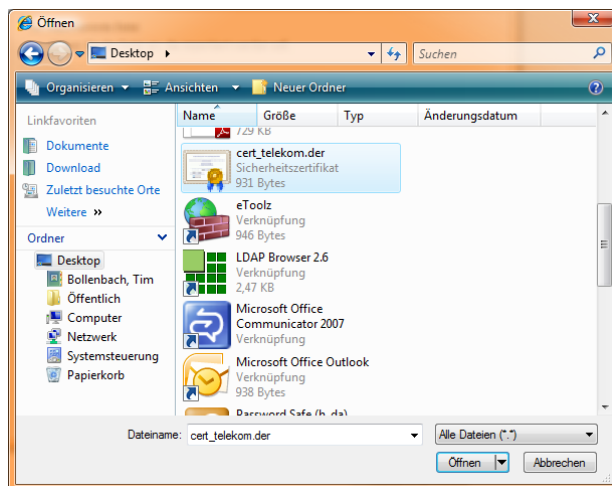 Öffnen
Desktop
Suchen
Organisieren Ansichten Neuer Ordner
Linkfavoriten
Dokumente
Download
Zuletzt besuchte Orte
Weitere »
Ordner
Desktop
Bollenbach, Tim
Öffentlich
Computer
Netzwerk
Systemsteuerung
Papierkorb
Name Größe Typ Änderungsdatum
729 KB
cert_telekom.der
Sicherheitszertifikat
931 Bytes
eToolz
Verknüpfung
946 Bytes
LDAP Browser 2.6
Verknüpfung
2,47 KB
Microsoft Office
Communicator 2007
Verknüpfung
Microsoft Office Outlook
Verknüpfung
938 Bytes
Password Safe (h_da)
Dateiname: cert_telekom.der
Alle Dateien (*.*)
Öffnen Abbrechen